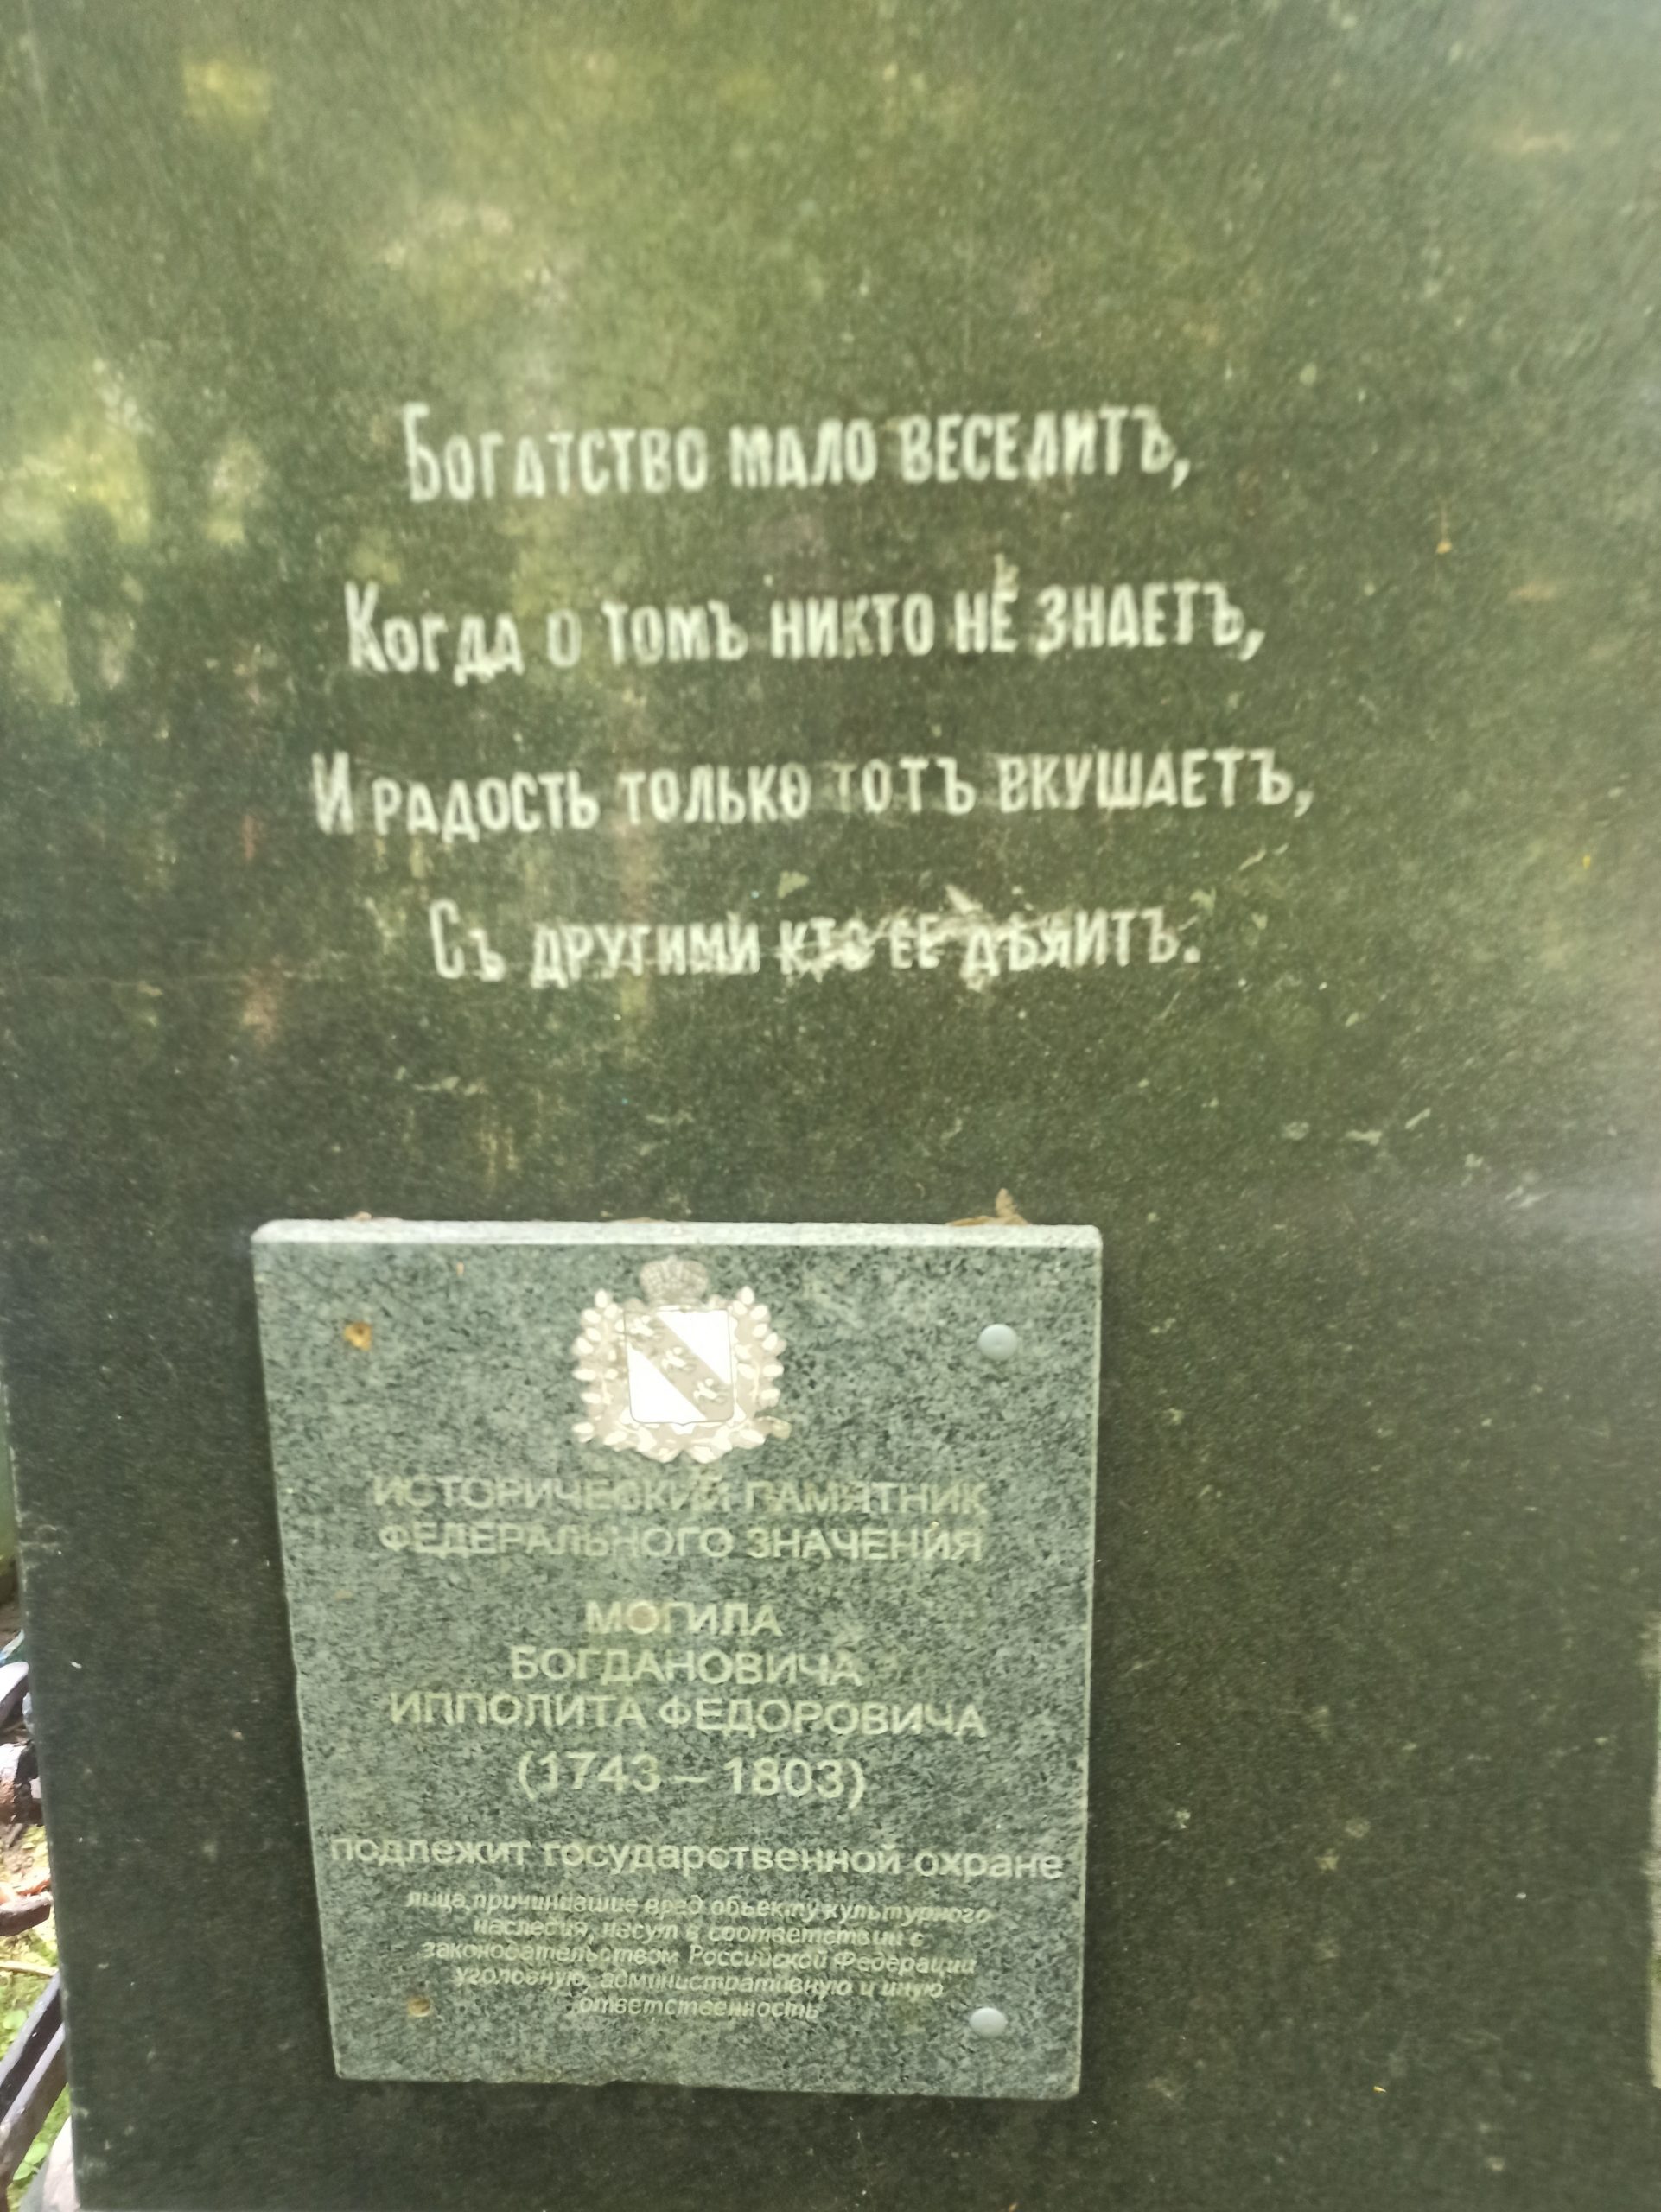 Богатство мало веселитъ,
Когда о томъ никто не знаетъ,
И радость только тотъ вкушаетъ,
Съ другими кто ее дѣлитъ.
ИСТОРИЧЕСКИЙ ПАМЯТНИК
ФЕДЕРАЛЬНОГО ЗНАЧЕНИЯ
МОГИЛА
БОГДАНОВИЧА
ИППОЛИТА ФЕДОРОВИЧА
(1743 – 1803)
подлежит государственной охране
лица, причинившие вред объекту культурного
наследия, несут в соответствии с
законодательством Российской Федерации
уголовную, административную и иную
ответственность